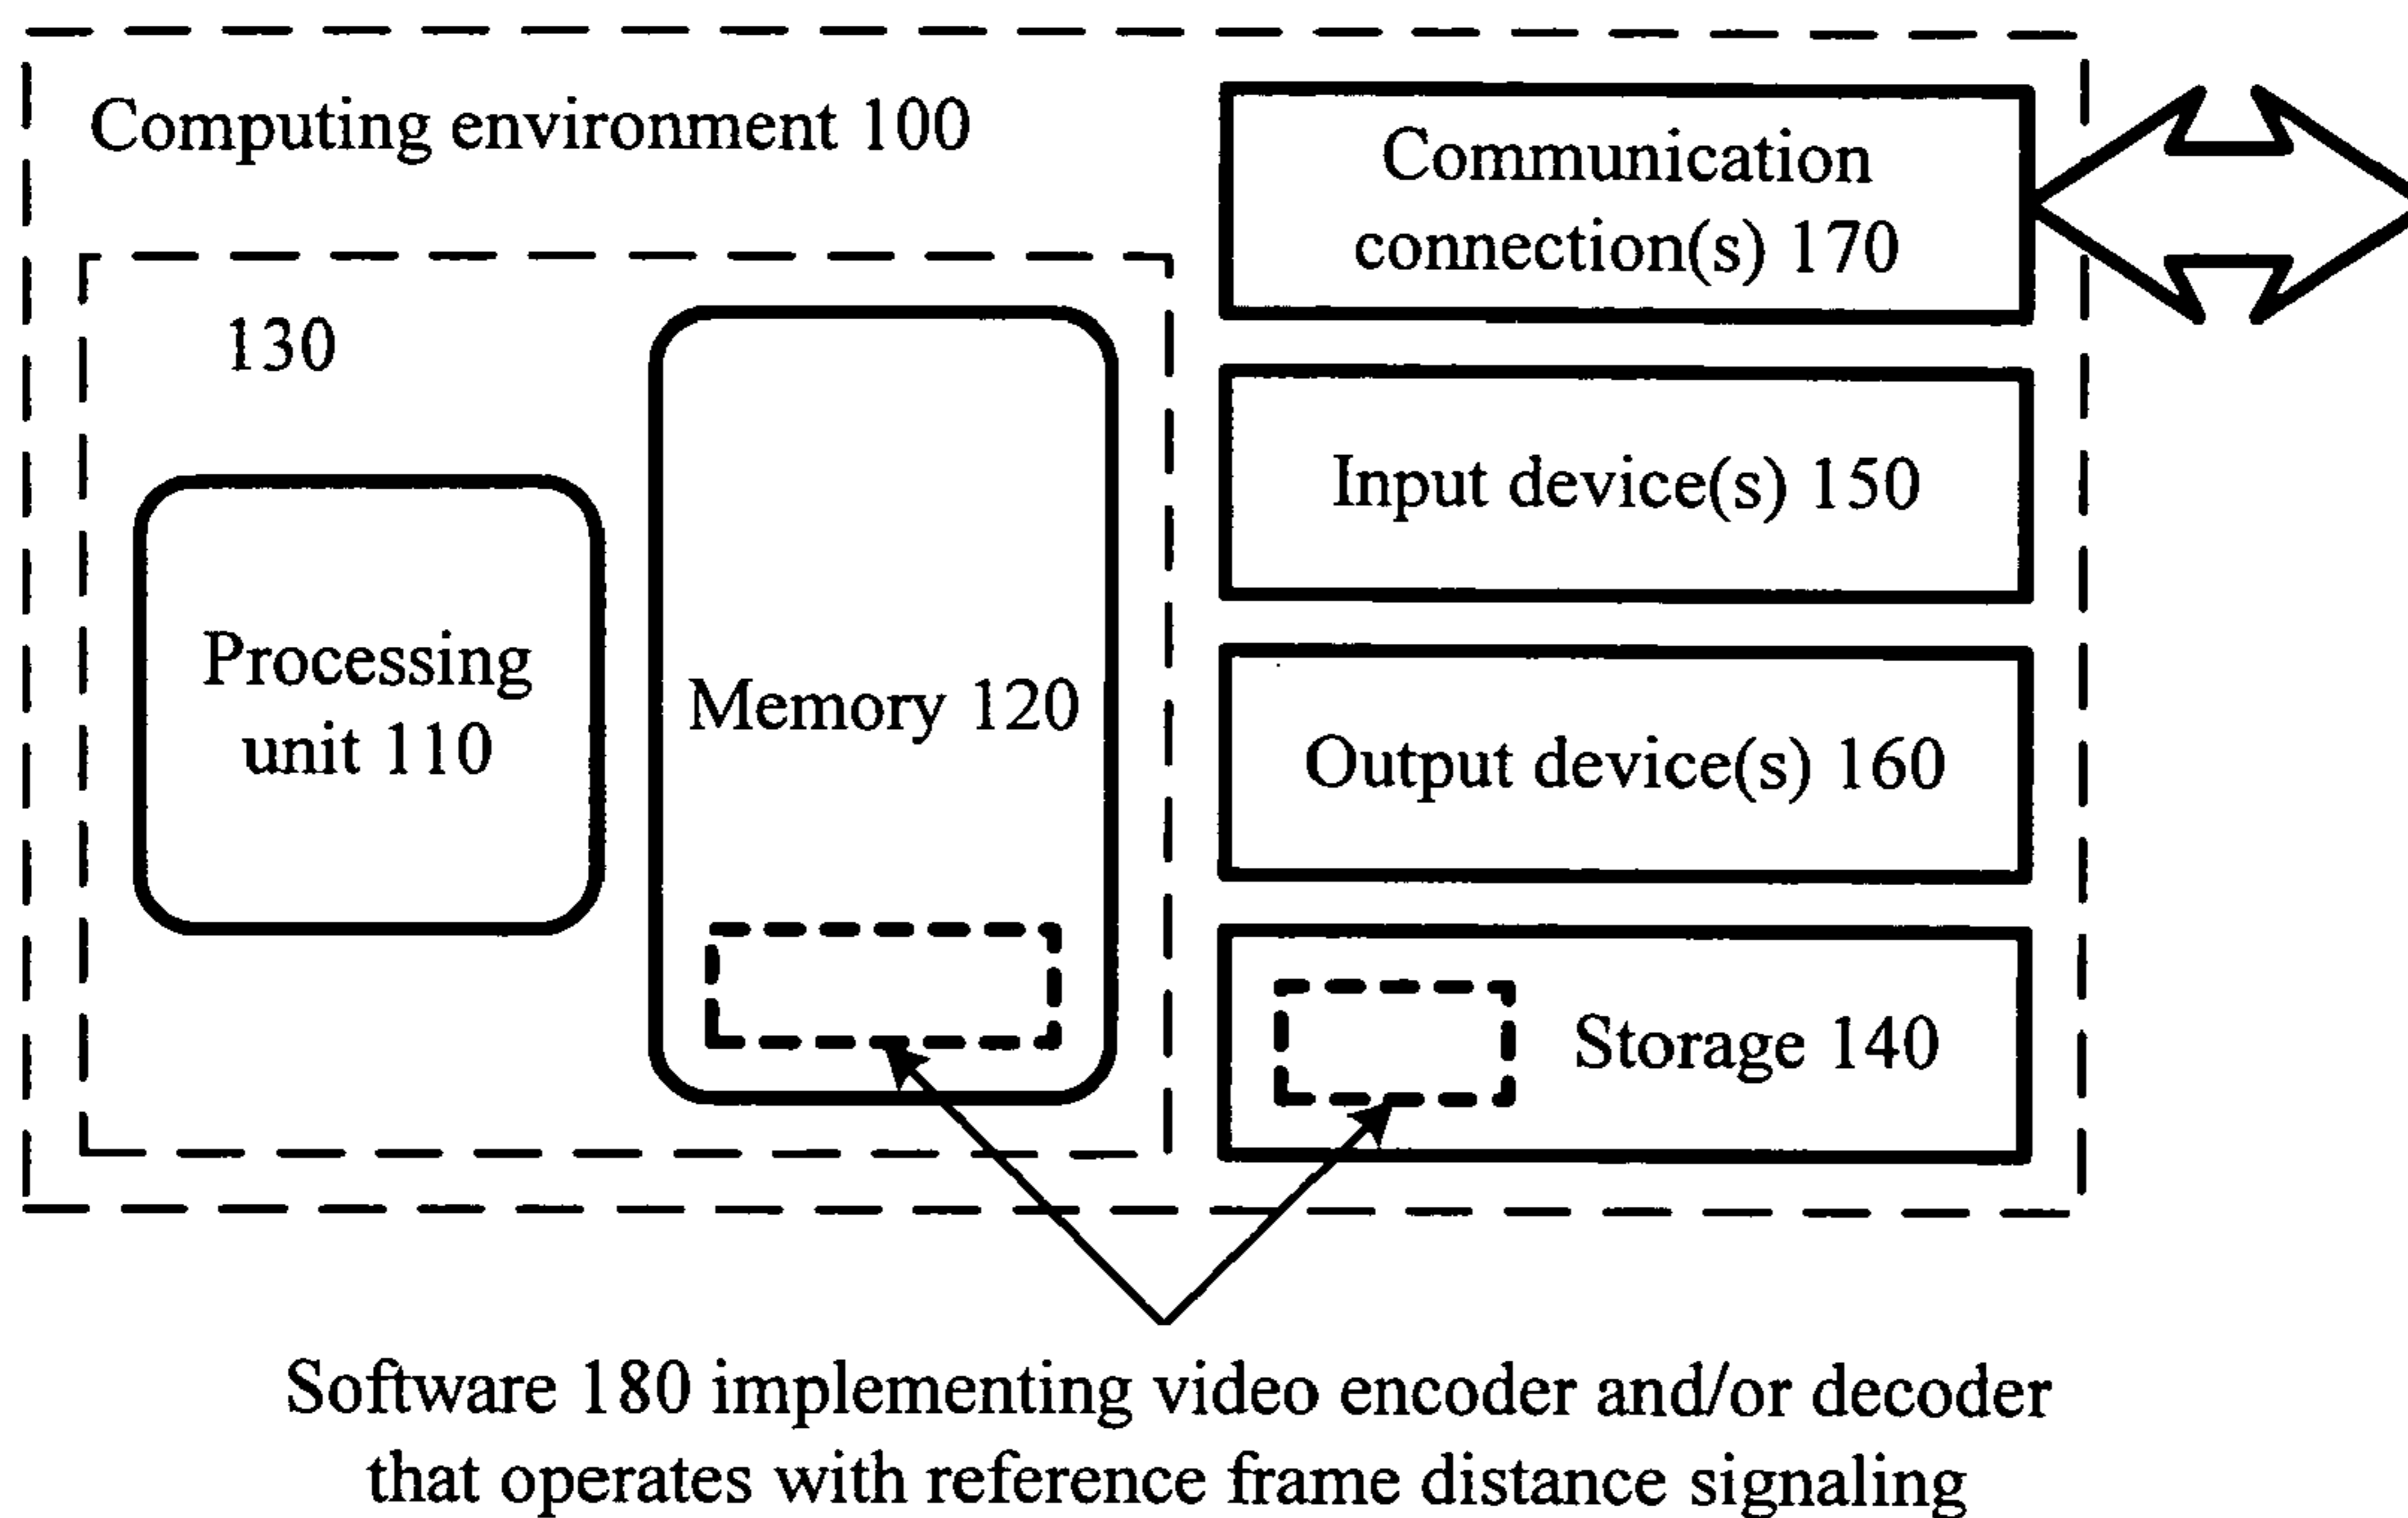 Computing environment 100
130
Processing
unit 110
Memory 120
Communication
connection(s) 170
Input device(s) 150
Output device(s) 160
Storage 140
Software 180 implementing video encoder and/or decoder
that operates with reference frame distance signaling